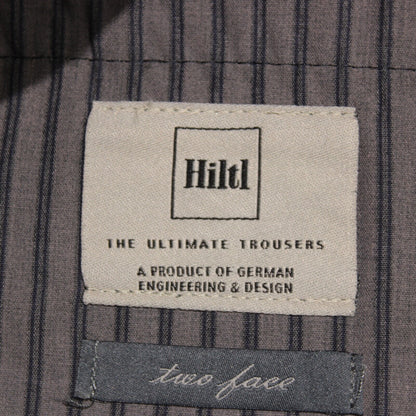 Hiltl
THE ULTIMATE TROUSERS
A PRODUCT OF GERMAN
ENGINEERING & DESIGN
two face